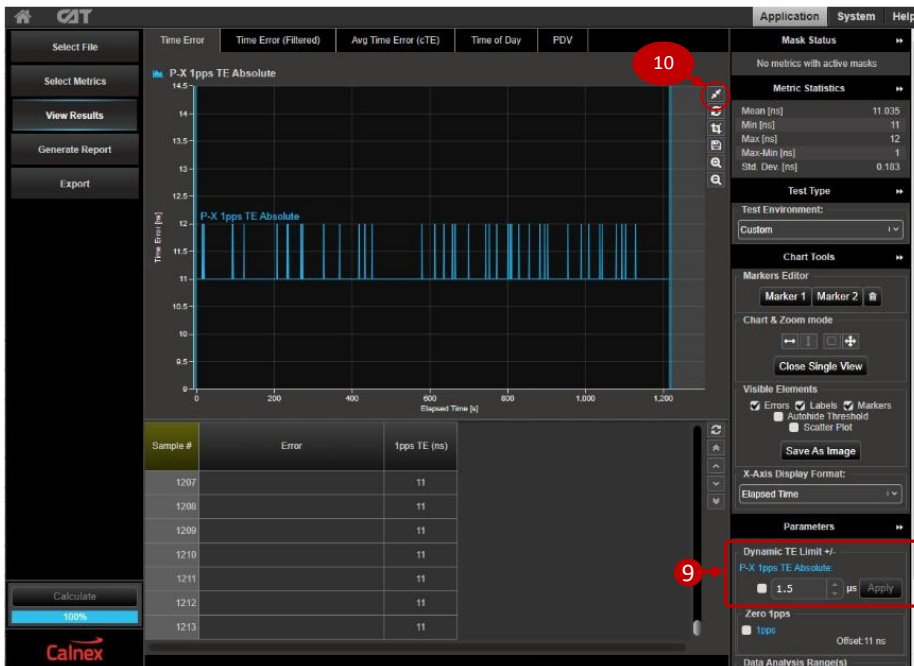 CAT
Application System Help
Select File
Select Metrics
View Results
Generate Report
Export
Calculate
100%
Calnex
Time Error Time Error (Filtered) Avg Time Error (cTE) Time of Day PDV
P-X 1pps TE Absolute
10
14.5
14
13.5
13
12.5
12
11.5
11
10.5
10
9.5
9
Time Error [ns]
P-X 1pps TE Absolute
0 200 400 600 800 1,000 1,200
Elapsed Time [s]
Sample # Error 1pps TE (ns)
1207 11
1208 11
1209 11
1210 11
1211 11
1212 11
1213 11
Mask Status
No metrics with active masks
Metric Statistics
Mean [ns] 11.035
Min [ns] 11
Max [ns] 12
Max-Min [ns] 1
Std. Dev. [ns] 0.183
Test Type
Test Environment:
Custom
Chart Tools
Markers Editor
Marker 1 Marker 2
Chart & Zoom mode
Close Single View
Visible Elements
Errors Labels Markers
Autohide Threshold
Scatter Plot
Save As Image
X-Axis Display Format:
Elapsed Time
Parameters
9
Dynamic TE Limit +/-
P-X 1pps TE Absolute:
1.5 µs Apply
Zero 1pps
1pps
Offset:11 ns
Data Analysis Range(s)